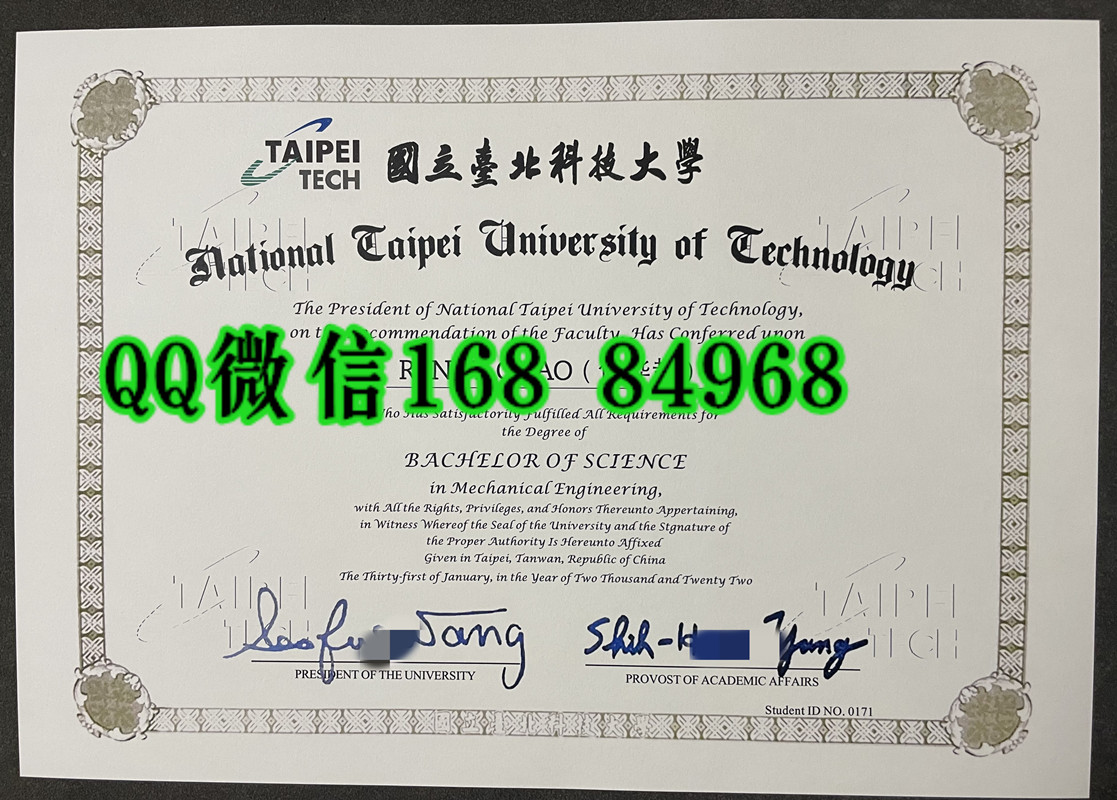 TAIPEI
TECH
國立臺北科技大學
National Taipei University of Technology
The President of National Taipei University of Technology,
on commendation of the Faculty, Has Conferred upon
QQ微信168 84968
Has Satisfactorily Fulfilled All Requirements for
the Degree of
BACHELOR OF SCIENCE
in Mechanical Engineering,
with All the Rights, Privileges, and Honors Thereunto Appertaining,
in Witness Whereof the Seal of the University and the Stgnature of
the Proper Authority Is Hereunto Affixed
Given in Taipei, Tanwan, Republic of China
The Thirty-first of January, in the Year of Two Thousand and Twenty Two
Shih-H Yang
PRESIDENT OF THE UNIVERSITY
PROVOST OF ACADEMIC AFFAIRS
Student ID NO. 0171